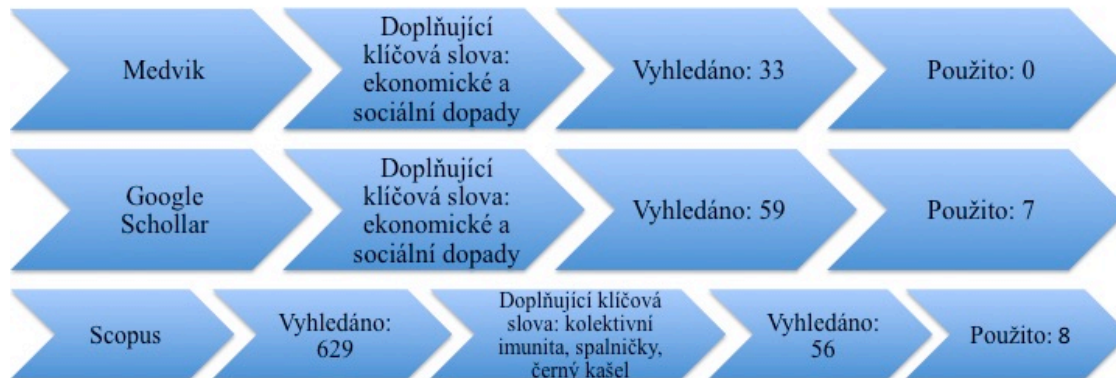 Medvik
Doplňující
klíčová slova:
ekonomické a
sociální dopady
Vyhledáno: 33
Použito: 0
Google
Schollar
Doplňující
klíčová slova:
ekonomické a
sociální dopady
Vyhledáno: 59
Použito: 7
Scopus
Vyhledáno:
629
Doplňující klíčová
slova: kolektivní
imunita, spalničky,
černý kašel
Vyhledáno:
56
Použito: 8